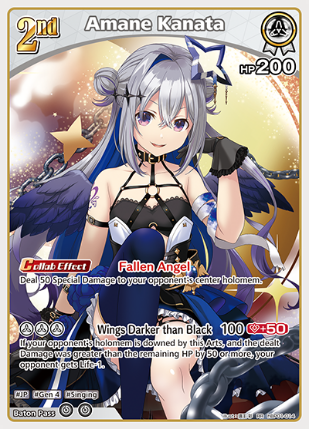 2nd
Amane Kanata
HP200
Collab Effect Fallen Angel
Deal 50 Special Damage to your opponent's center holomem.
Wings Darker than Black 100 +50
If your opponent's holomem is downed by this Arts, and the dealt
Damage was greater than the remaining HP by 50 or more, your
opponent gets Life-1.
#JP #Gen 4 #Singing
Baton Pass